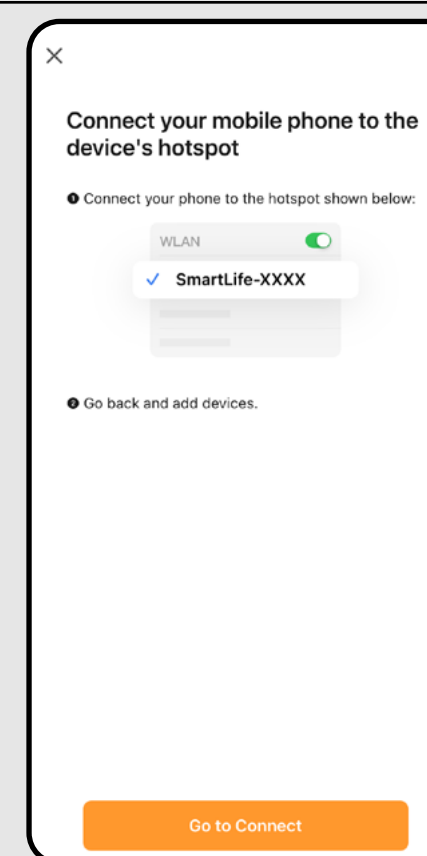 Connect your mobile phone to the
device's hotspot
❶ Connect your phone to the hotspot shown below:
WLAN
SmartLife-XXXX
❷ Go back and add devices.
Go to Connect